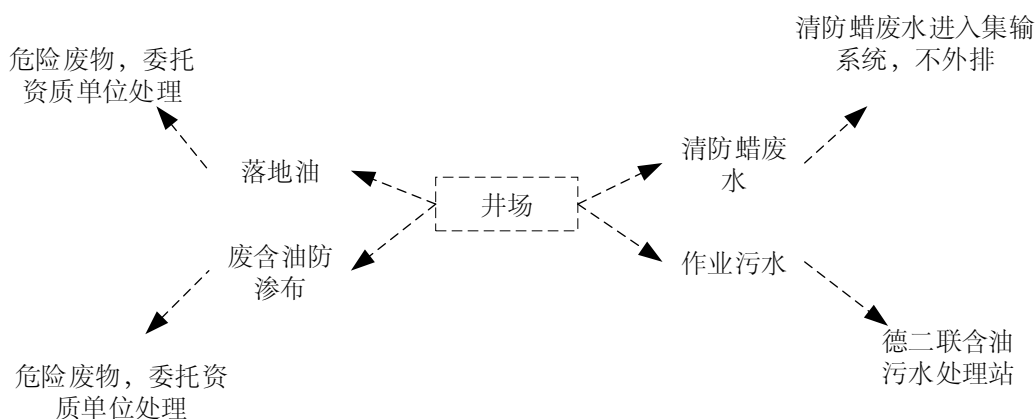 危险废物，委托
资质单位处理
清防蜡废水进入集输
系统，不外排
落地油
清防蜡废
水
井场
废含油防
渗布
作业污水
危险废物，委托资
质单位处理
德二联含油
污水处理站